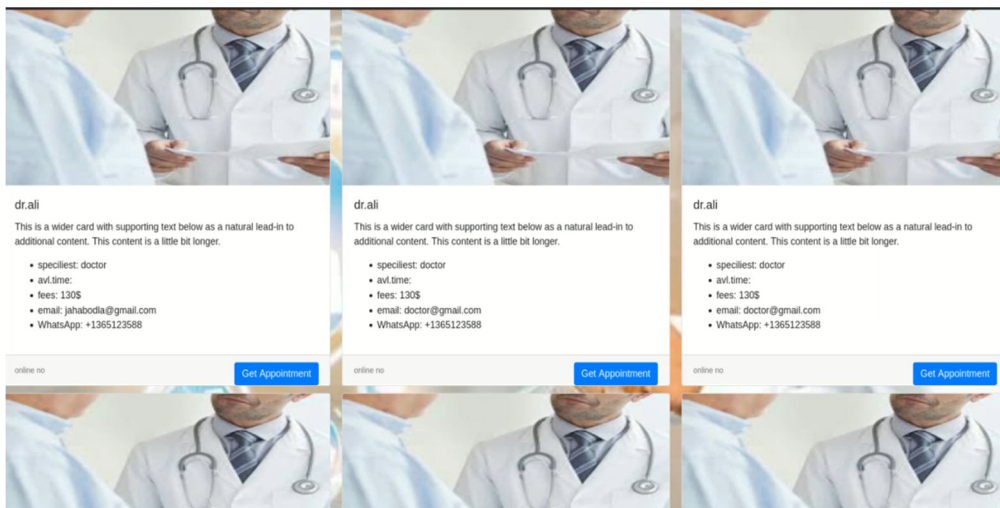 dr.ali
This is a wider card with supporting text below as a natural lead-in to
additional content. This content is a little bit longer.
speciliest: doctor
avl.time:
fees: 130$
email: jahabodla@gmail.com
WhatsApp: +1365123588
online no
Get Appointment
dr.ali
This is a wider card with supporting text below as a natural lead-in to
additional content. This content is a little bit longer.
speciliest: doctor
avl.time:
fees: 130$
email: doctor@gmail.com
WhatsApp: +1365123588
online no
Get Appointment
dr.ali
This is a wider card with supporting text below as a natural lead-in to
additional content. This content is a little bit longer.
speciliest: doctor
avl.time:
fees: 130$
email: doctor@gmail.com
WhatsApp: +1365123588
online no
Get Appointment